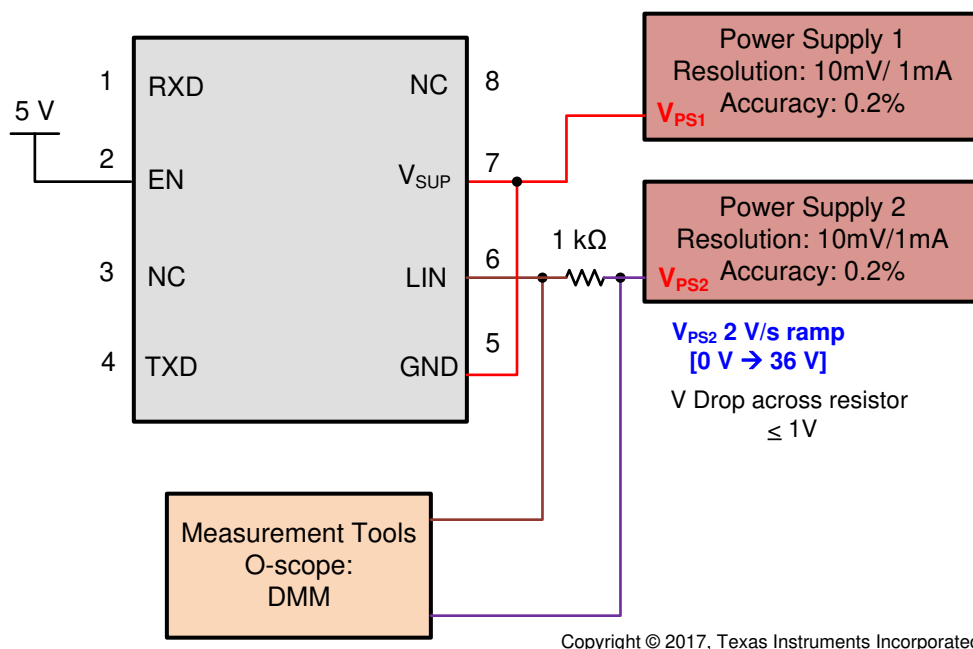 1
RXD
NC
8
5 V
2
EN
VSUP
7
3
NC
LIN
6
1 kΩ
4
TXD
GND
5
Power Supply 1
Resolution: 10mV/ 1mA
Accuracy: 0.2%
VPS1
Power Supply 2
Resolution: 10mV/1mA
Accuracy: 0.2%
VPS2
VPS2 2 V/s ramp
[0 V → 36 V]
V Drop across resistor
≤ 1V
Measurement Tools
O-scope:
DMM
Copyright © 2017, Texas Instruments Incorporated